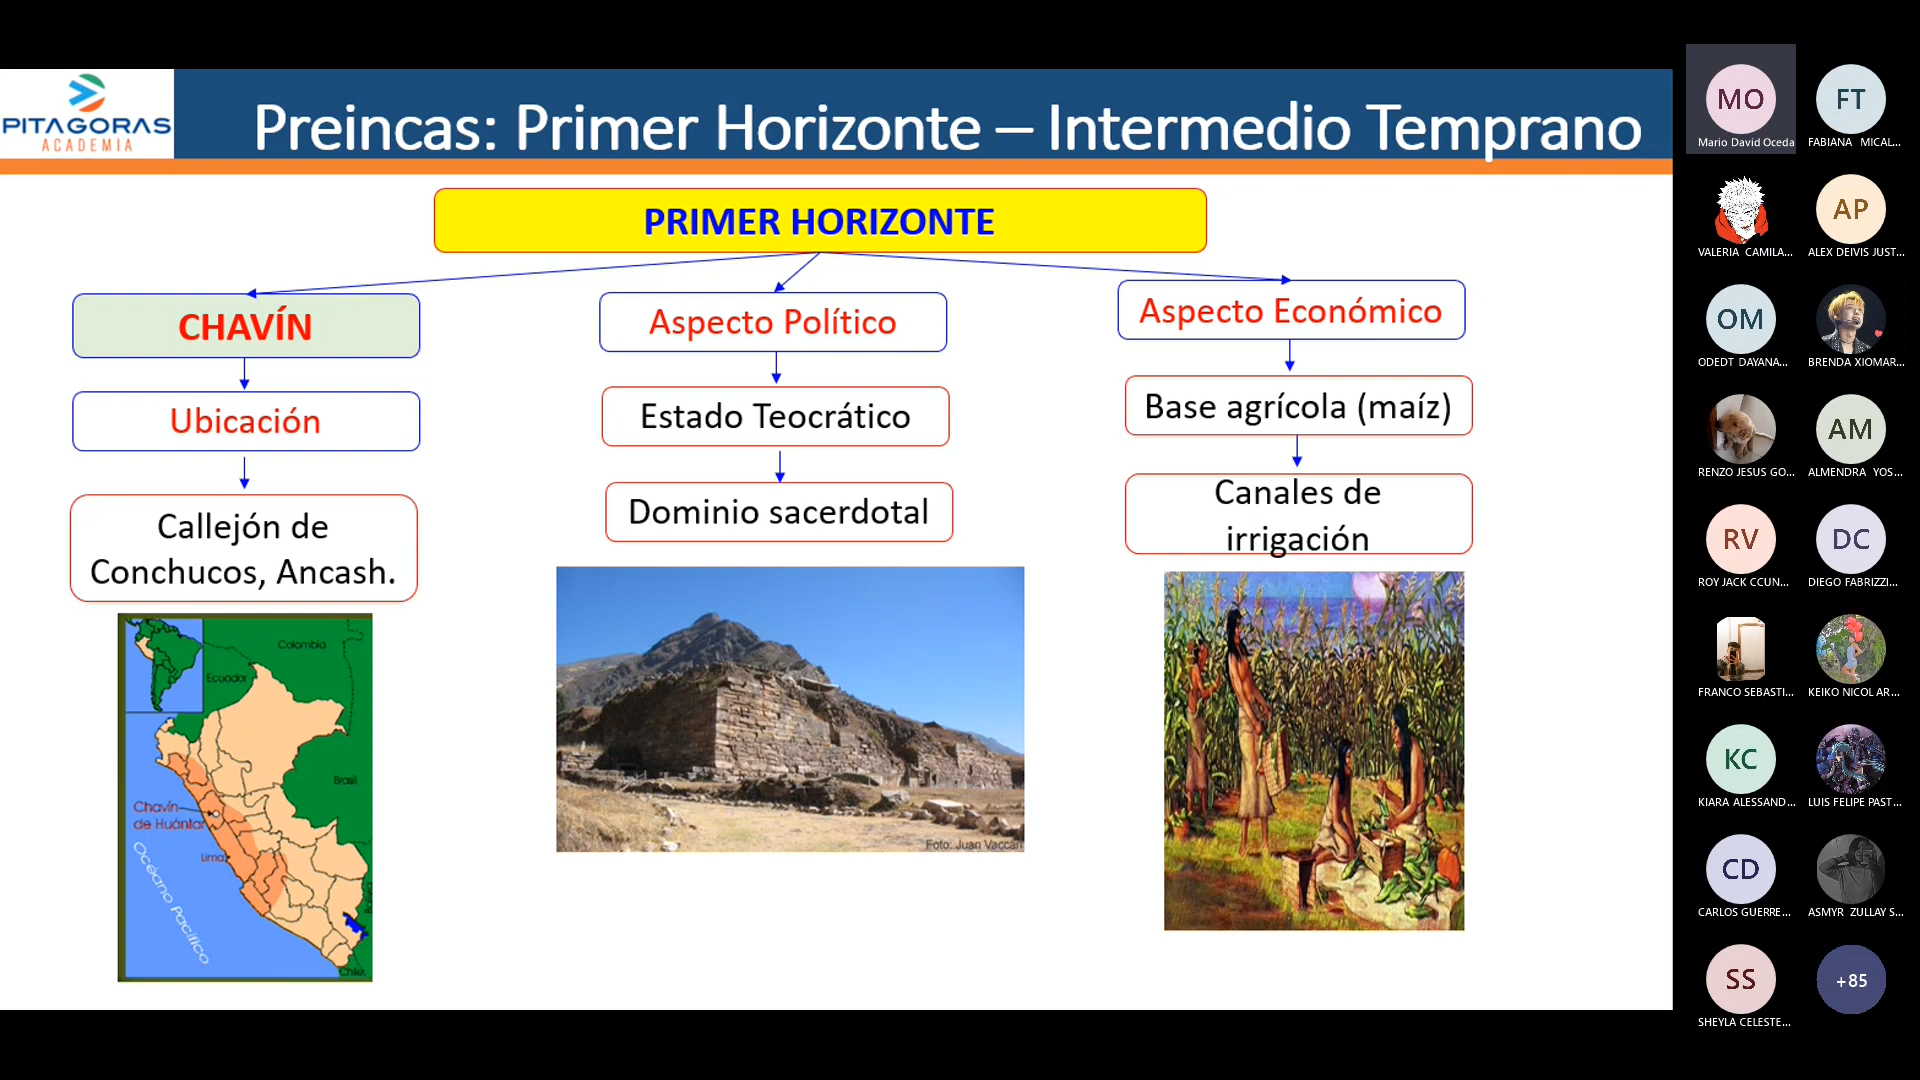 PITAGORAS
ACADEMIA
Preincas: Primer Horizonte – Intermedio Temprano
PRIMER HORIZONTE
CHAVÍN
Ubicación
Callejón de
Conchucos, Ancash.
Aspecto Político
Estado Teocrático
Dominio sacerdotal
Aspecto Económico
Base agrícola (maíz)
Canales de
irrigación
Colombia
Ecuador
Brasil
Chavín
de Huántar
Lima
Océano Pacífico
Chile
Foto: Juan Vaccari
MO
Mario David Oceda
FT
FABIANA MICAL...
VALERIA CAMILA...
AP
ALEX DEIVIS JUST...
OM
ODEDT DAYANA...
BRENDA XIOMAR...
RENZO JESUS GO...
AM
ALMENDRA YOS...
RV
ROY JACK CCUN...
DC
DIEGO FABRIZZI...
FRANCO SEBASTI...
KEIKO NICOL AR...
KC
KIARA ALESSAND...
LUIS FELIPE PAST...
CD
CARLOS GUERRE...
ASMYR ZULLAY S...
SS
SHEYLA CELESTE...
+85